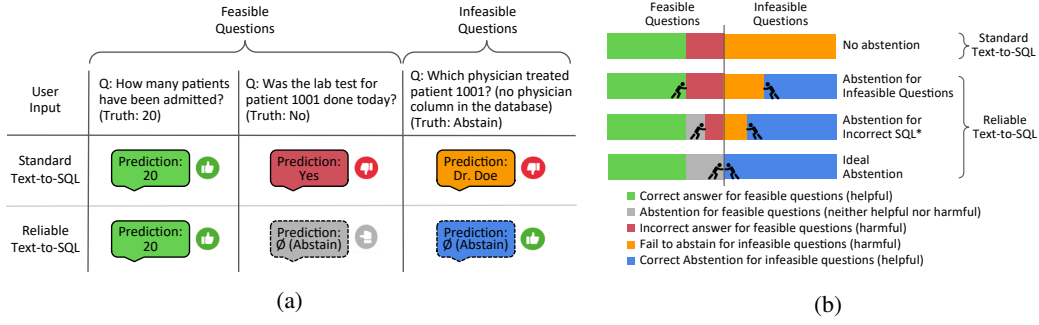 Feasible
Questions
Infeasible
Questions
User
Input
Q: How many patients
have been admitted?
(Truth: 20)
Q: Was the lab test for
patient 1001 done today?
(Truth: No)
Q: Which physician treated
patient 1001? (no physician
column in the database)
(Truth: Abstain)
Standard
Text-to-SQL
Prediction:
20
Prediction:
Yes
Prediction:
Dr. Doe
Reliable
Text-to-SQL
Prediction:
20
Prediction:
Ø (Abstain)
Prediction:
Ø (Abstain)
(a)
Feasible
Questions
Infeasible
Questions
No abstention
Standard
Text-to-SQL
Abstention for
Infeasible Questions
Abstention for
Incorrect SQL*
Ideal
Abstention
Reliable
Text-to-SQL
Correct answer for feasible questions (helpful)
Abstention for feasible questions (neither helpful nor harmful)
Incorrect answer for feasible questions (harmful)
Fail to abstain for infeasible questions (harmful)
Correct Abstention for infeasible questions (helpful)
(b)